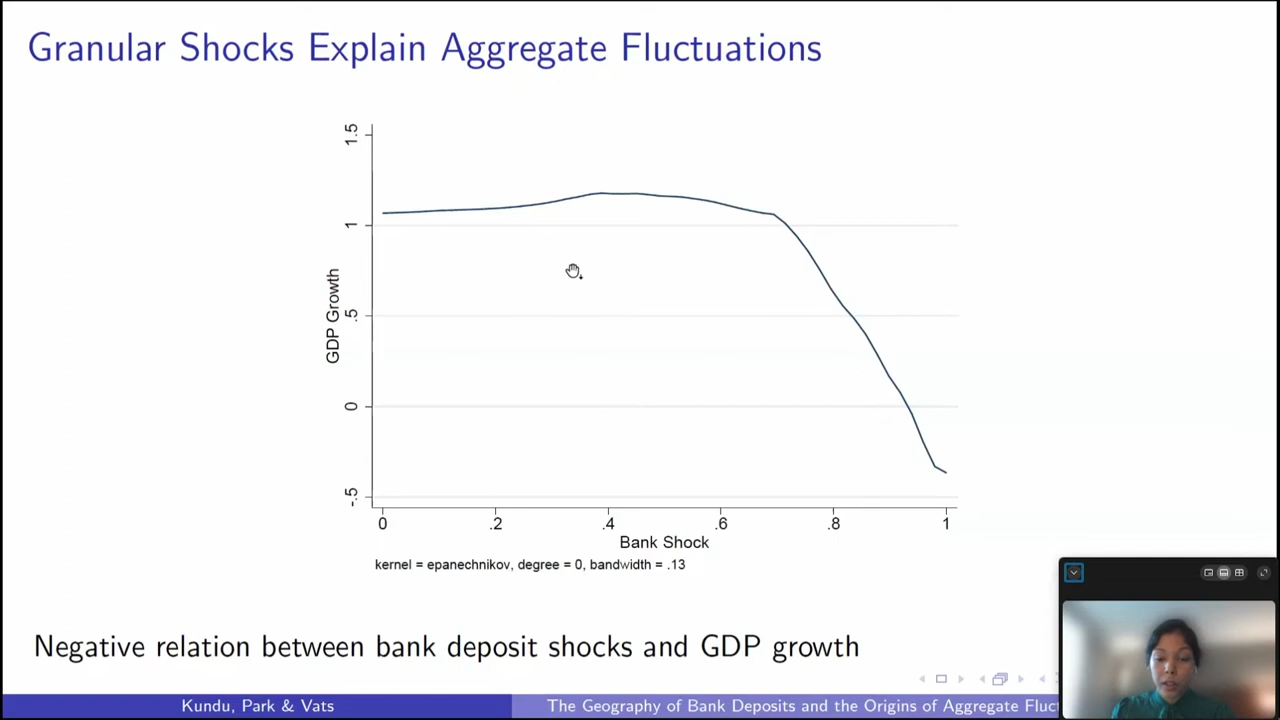 Granular Shocks Explain Aggregate Fluctuations
1.5
1
.5
0
-.5
GDP Growth
0 .2 .4 .6 .8 1
Bank Shock
kernel = epanechnikov, degree = 0, bandwidth = .13
Negative relation between bank deposit shocks and GDP growth
Kundu, Park & Vats
The Geography of Bank Deposits and the Origins of Aggregate Fluct